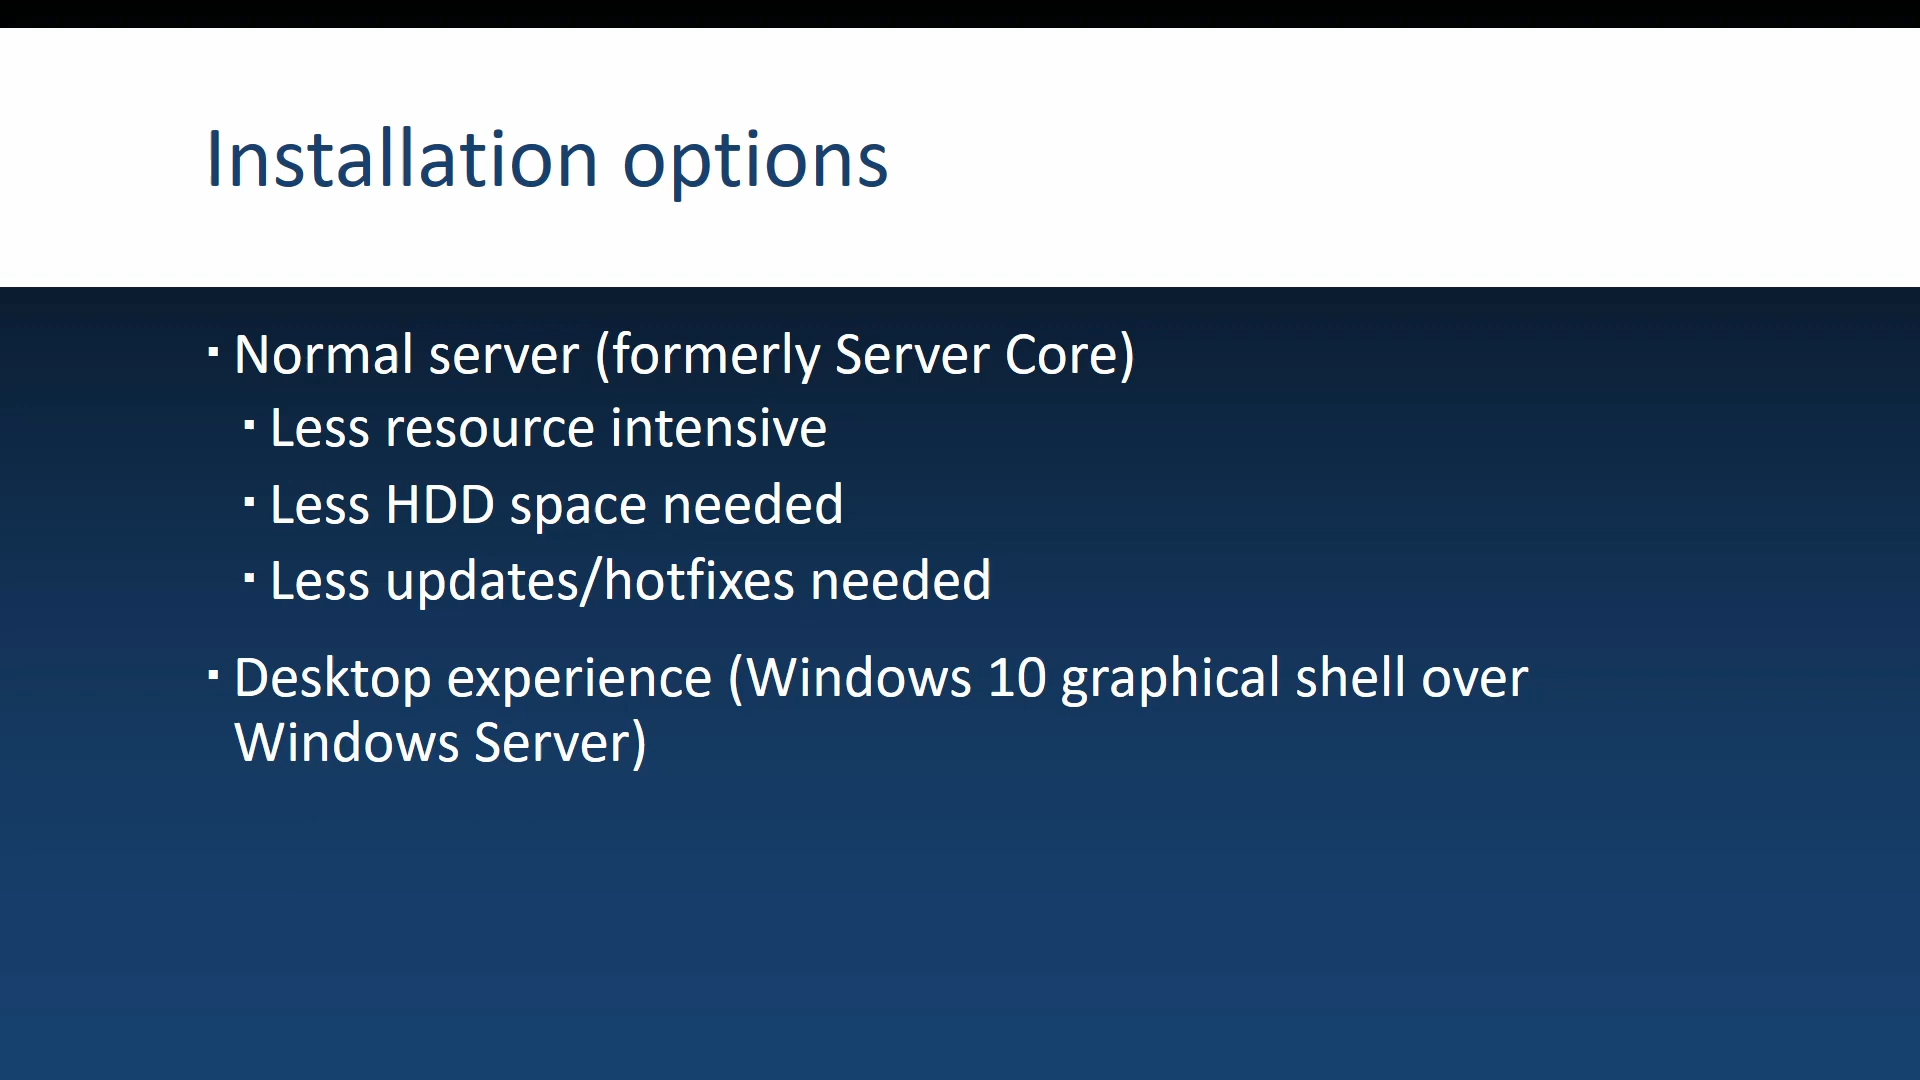 Installation options
▪ Normal server (formerly Server Core)
▪ Less resource intensive
▪ Less HDD space needed
▪ Less updates/hotfixes needed
▪ Desktop experience (Windows 10 graphical shell over
Windows Server)